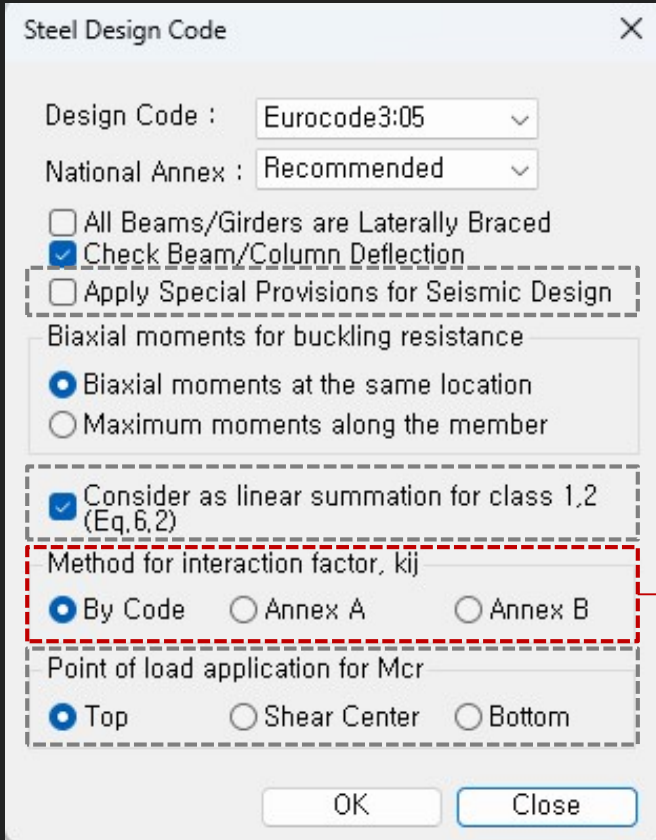 Steel Design Code
Design Code : Eurocode3:05
National Annex : Recommended
All Beams/Girders are Laterally Braced
Check Beam/Column Deflection
Apply Special Provisions for Seismic Design
Biaxial moments for buckling resistance
Biaxial moments at the same location
Maximum moments along the member
Consider as linear summation for class 1,2
(Eq.6.2)
Method for interaction factor, kij
By Code Annex A Annex B
Point of load application for Mcr
Top Shear Center Bottom
OK Close